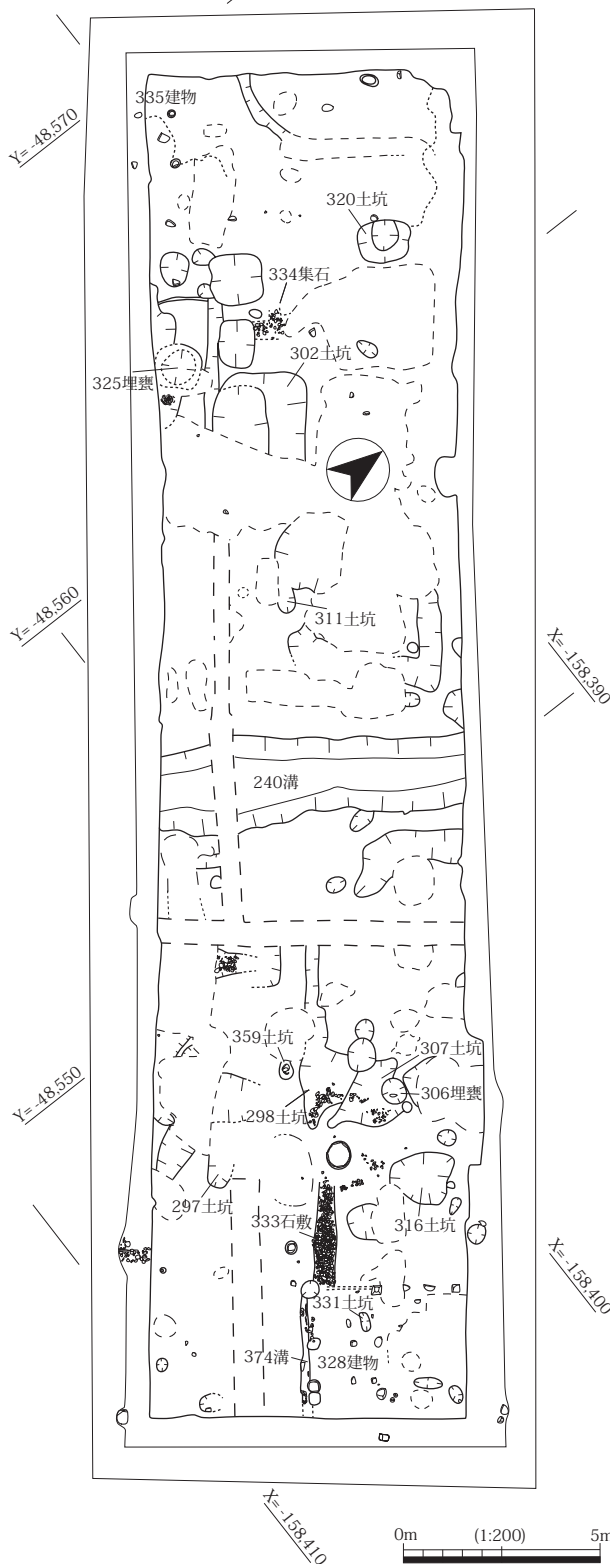 335建物
Y= -48,570
320土坑
334集石
302土坑
325埋甕
Y= -48,560
311土坑
X= -158,390
240溝
359土坑
307土坑
Y= -48,550
306埋甕
298土坑
297土坑
333石敷
316土坑
X= -158,400
331土坑
374溝
328建物
X= -158,410
0m
(1:200)
5m